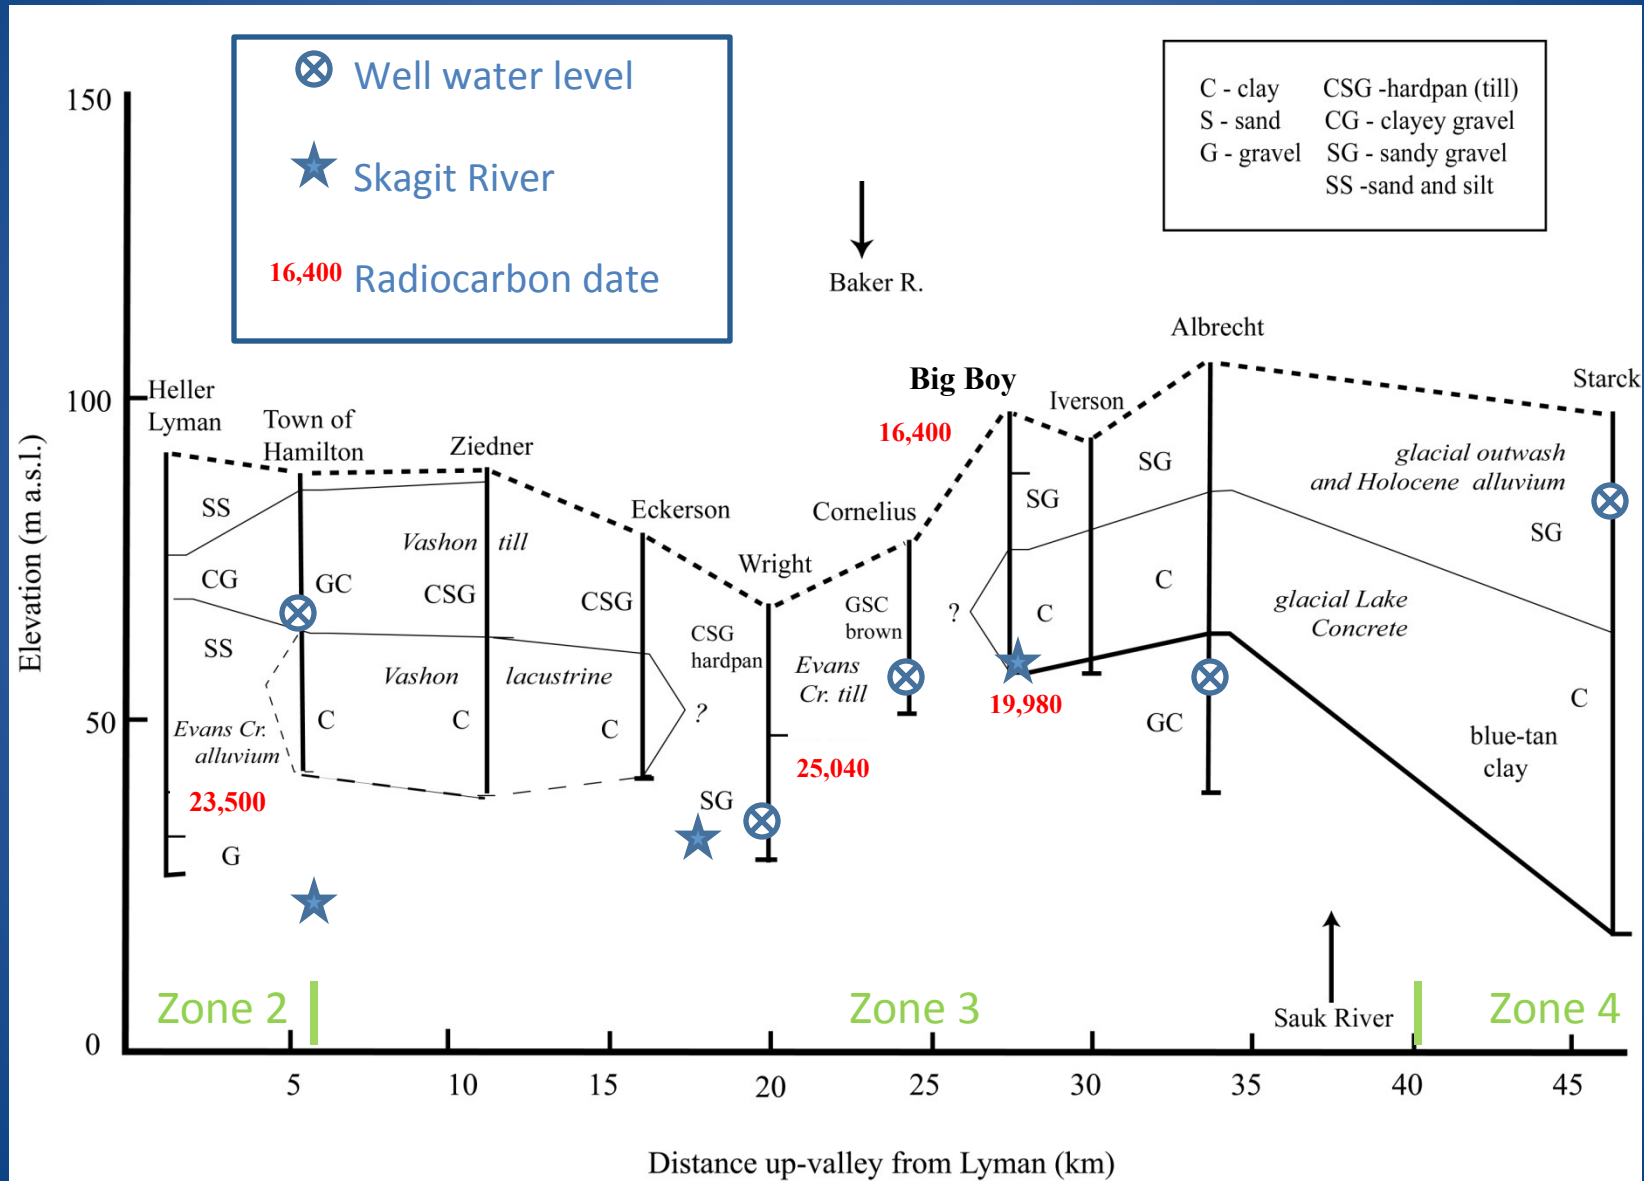 Well water level
Skagit River
16,400 Radiocarbon date
C - clay CSG -hardpan (till)
S - sand CG - clayey gravel
G - gravel SG - sandy gravel
SS -sand and silt
150
100
50
0
Elevation (m a.s.l.)
Baker R.
Heller
Lyman
Town of
Hamilton
Ziedner
Eckerson
Wright
Cornelius
Big Boy
16,400
Iverson
Albrecht
Starck
SS
CG
SS
Evans Cr.
alluvium
23,500
G
GC
C
Vashon till
CSG
Vashon lacustrine
C
CSG
C
?
CSG
hardpan
SG
25,040
Evans
Cr. till
GSC
brown
?
SG
C
19,980
SG
C
GC
glacial outwash
and Holocene alluvium
SG
glacial Lake
Concrete
C
blue-tan
clay
Sauk River
Zone 2
Zone 3
Zone 4
5 10 15 20 25 30 35 40 45
Distance up-valley from Lyman (km)